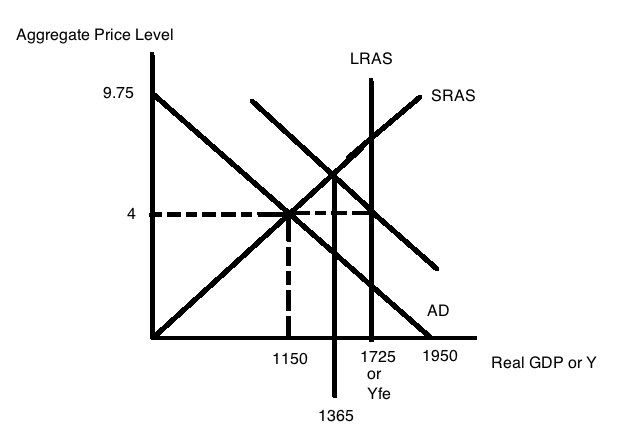 Aggregate Price Level
LRAS
9.75
SRAS
4
AD
1150
1725
or
Yfe
1950
Real GDP or Y
1365